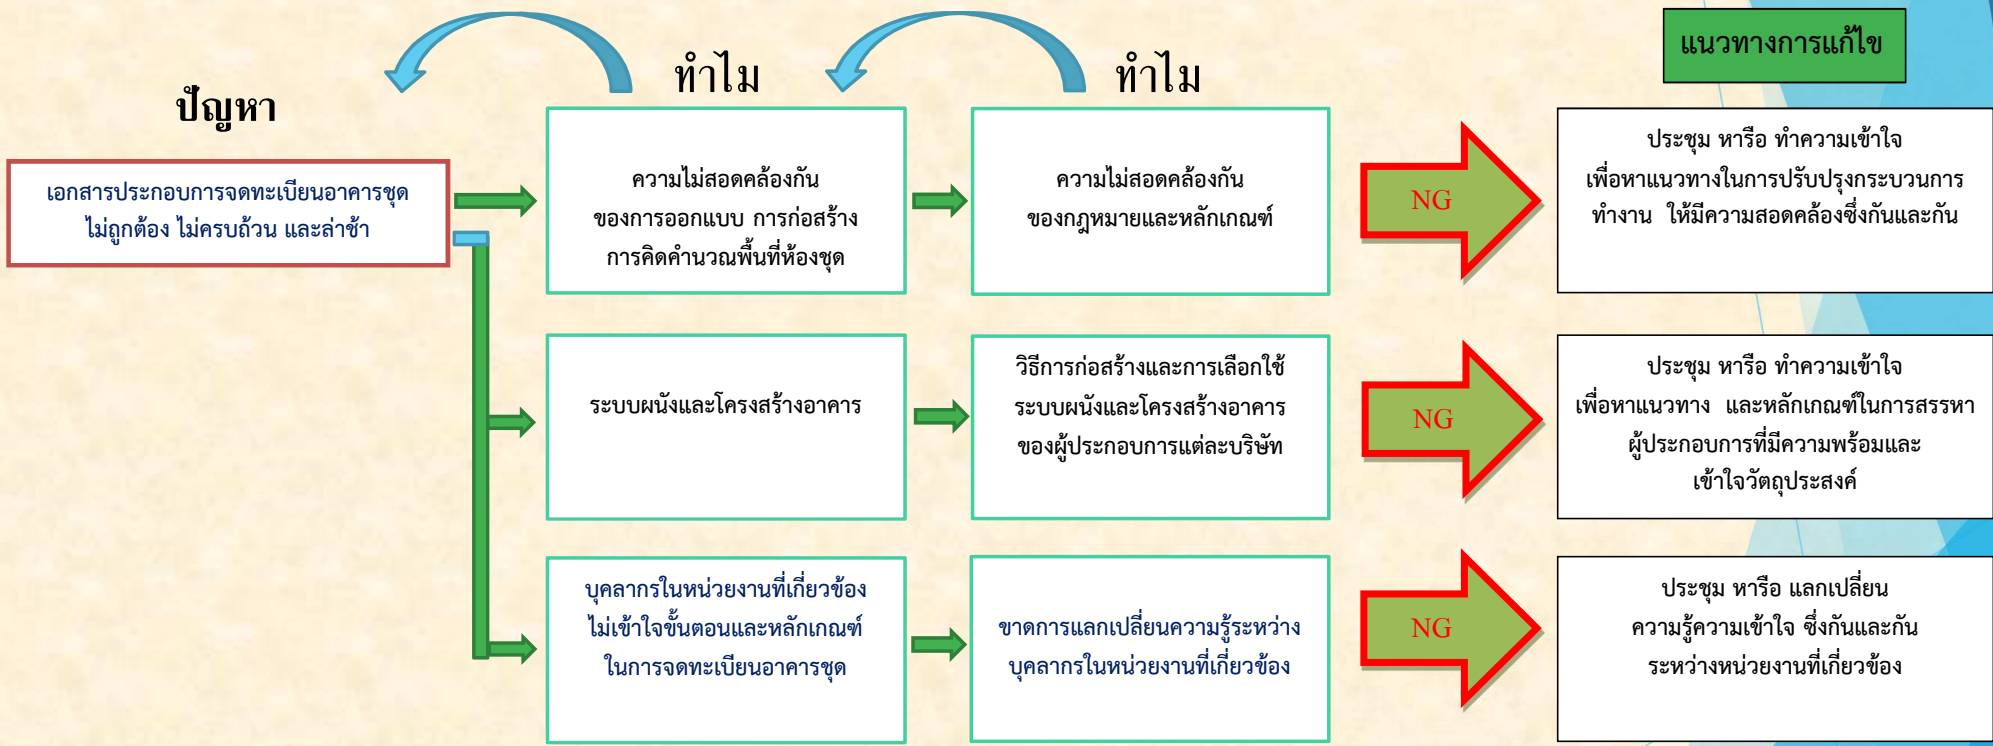 ปัญหา
ทำไม
ทำไม
แนวทางการแก้ไข
เอกสารประกอบการจดทะเบียนอาคารชุด
ไม่ถูกต้อง ไม่ครบถ้วน และล่าช้า
ความไม่สอดคล้องกัน
ของการออกแบบ การก่อสร้าง
การคิดคำนวณพื้นที่ห้องชุด
ความไม่สอดคล้องกัน
ของกฎหมายและหลักเกณฑ์
NG
ประชุม หารือ ทำความเข้าใจ
เพื่อหาแนวทางในการปรับปรุงกระบวนการ
ทำงาน ให้มีความสอดคล้องซึ่งกันและกัน
ระบบผนังและโครงสร้างอาคาร
วิธีการก่อสร้างและการเลือกใช้
ระบบผนังและโครงสร้างอาคาร
ของผู้ประกอบการแต่ละบริษัท
NG
ประชุม หารือ ทำความเข้าใจ
เพื่อหาแนวทาง และหลักเกณฑ์ในการสรรหา
ผู้ประกอบการที่มีความพร้อมและ
เข้าใจวัตถุประสงค์
บุคลากรในหน่วยงานที่เกี่ยวข้อง
ไม่เข้าใจขั้นตอนและหลักเกณฑ์
ในการจดทะเบียนอาคารชุด
ขาดการแลกเปลี่ยนความรู้ระหว่าง
บุคลากรในหน่วยงานที่เกี่ยวข้อง
NG
ประชุม หารือ แลกเปลี่ยน
ความรู้ความเข้าใจ ซึ่งกันและกัน
ระหว่างหน่วยงานที่เกี่ยวข้อง